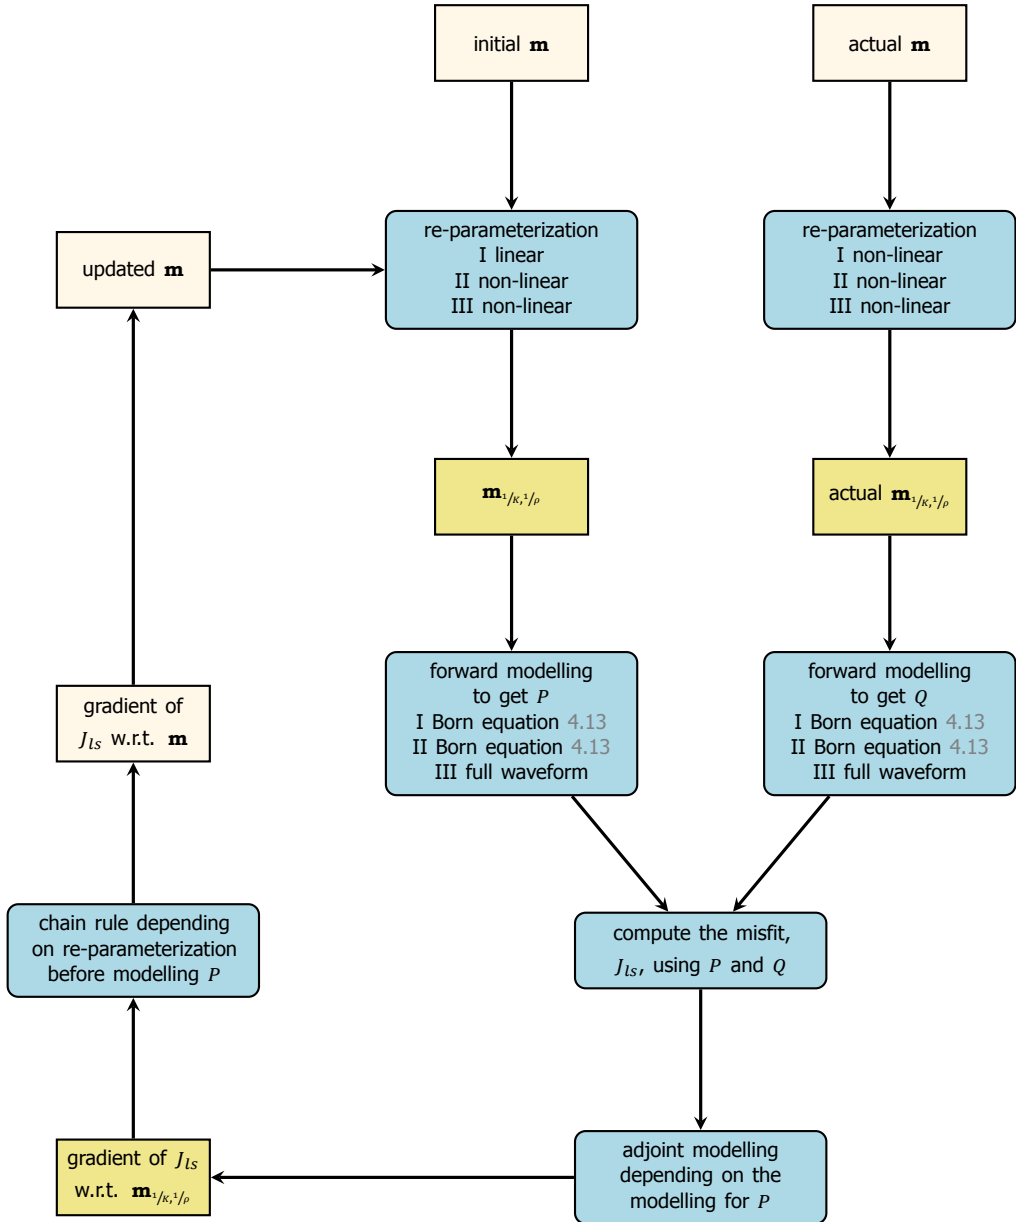 initial m
actual m
re-parameterization
I linear
II non-linear
III non-linear
re-parameterization
I non-linear
II non-linear
III non-linear
updated m
m1/K,1/ρ
actual m1/K,1/ρ
forward modelling
to get P
I Born equation 4.13
II Born equation 4.13
III full waveform
forward modelling
to get Q
I Born equation 4.13
II Born equation 4.13
III full waveform
gradient of
Jls w.r.t. m
chain rule depending
on re-parameterization
before modelling P
compute the misfit,
Jls, using P and Q
gradient of Jls
w.r.t. m1/K,1/ρ
adjoint modelling
depending on the
modelling for P